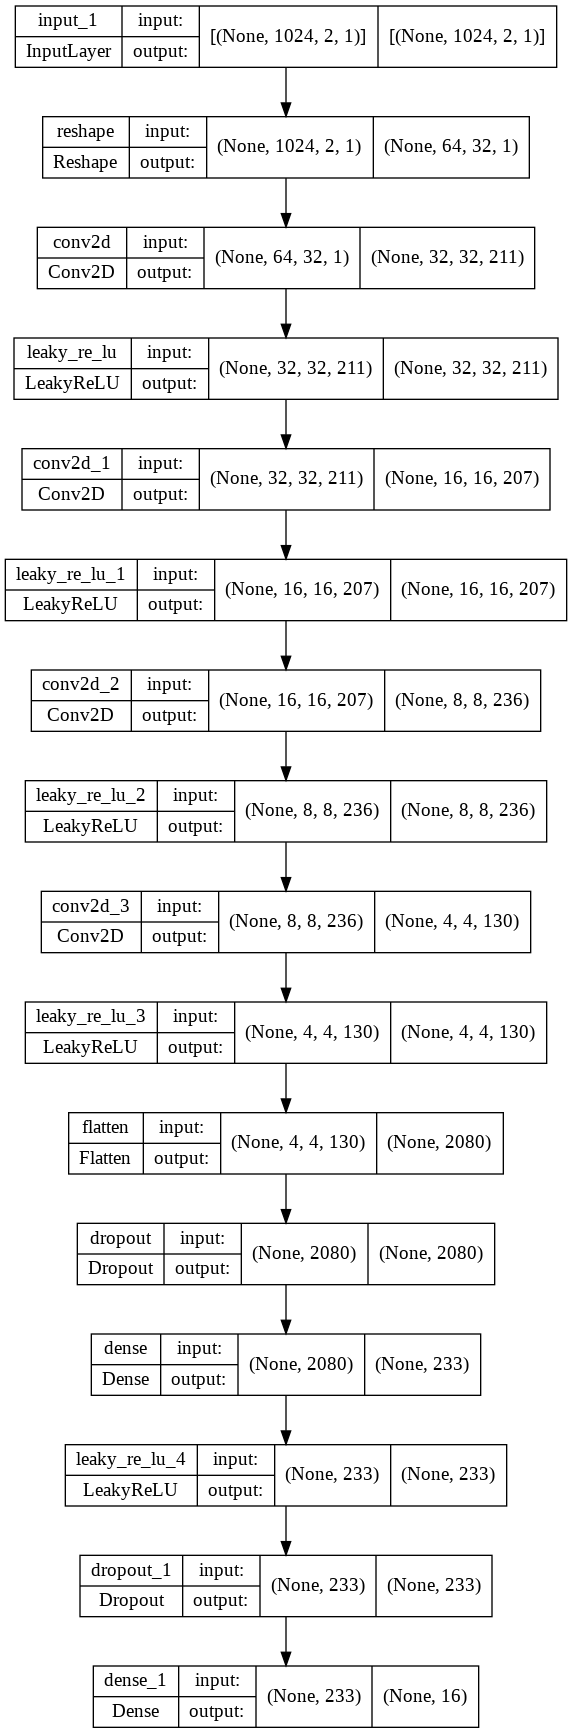 input_1 input: [(None, 1024, 2, 1)] [(None, 1024, 2, 1)]
InputLayer output:
reshape input: (None, 1024, 2, 1) (None, 64, 32, 1)
Reshape output:
conv2d input: (None, 64, 32, 1) (None, 32, 32, 211)
Conv2D output:
leaky_re_lu input: (None, 32, 32, 211) (None, 32, 32, 211)
LeakyReLU output:
conv2d_1 input: (None, 32, 32, 211) (None, 16, 16, 207)
Conv2D output:
leaky_re_lu_1 input: (None, 16, 16, 207) (None, 16, 16, 207)
LeakyReLU output:
conv2d_2 input: (None, 16, 16, 207) (None, 8, 8, 236)
Conv2D output:
leaky_re_lu_2 input: (None, 8, 8, 236) (None, 8, 8, 236)
LeakyReLU output:
conv2d_3 input: (None, 8, 8, 236) (None, 4, 4, 130)
Conv2D output:
leaky_re_lu_3 input: (None, 4, 4, 130) (None, 4, 4, 130)
LeakyReLU output:
flatten input: (None, 4, 4, 130) (None, 2080)
Flatten output:
dropout input: (None, 2080) (None, 2080)
Dropout output:
dense input: (None, 2080) (None, 233)
Dense output:
leaky_re_lu_4 input: (None, 233) (None, 233)
LeakyReLU output:
dropout_1 input: (None, 233) (None, 233)
Dropout output:
dense_1 input: (None, 233) (None, 16)
Dense output: